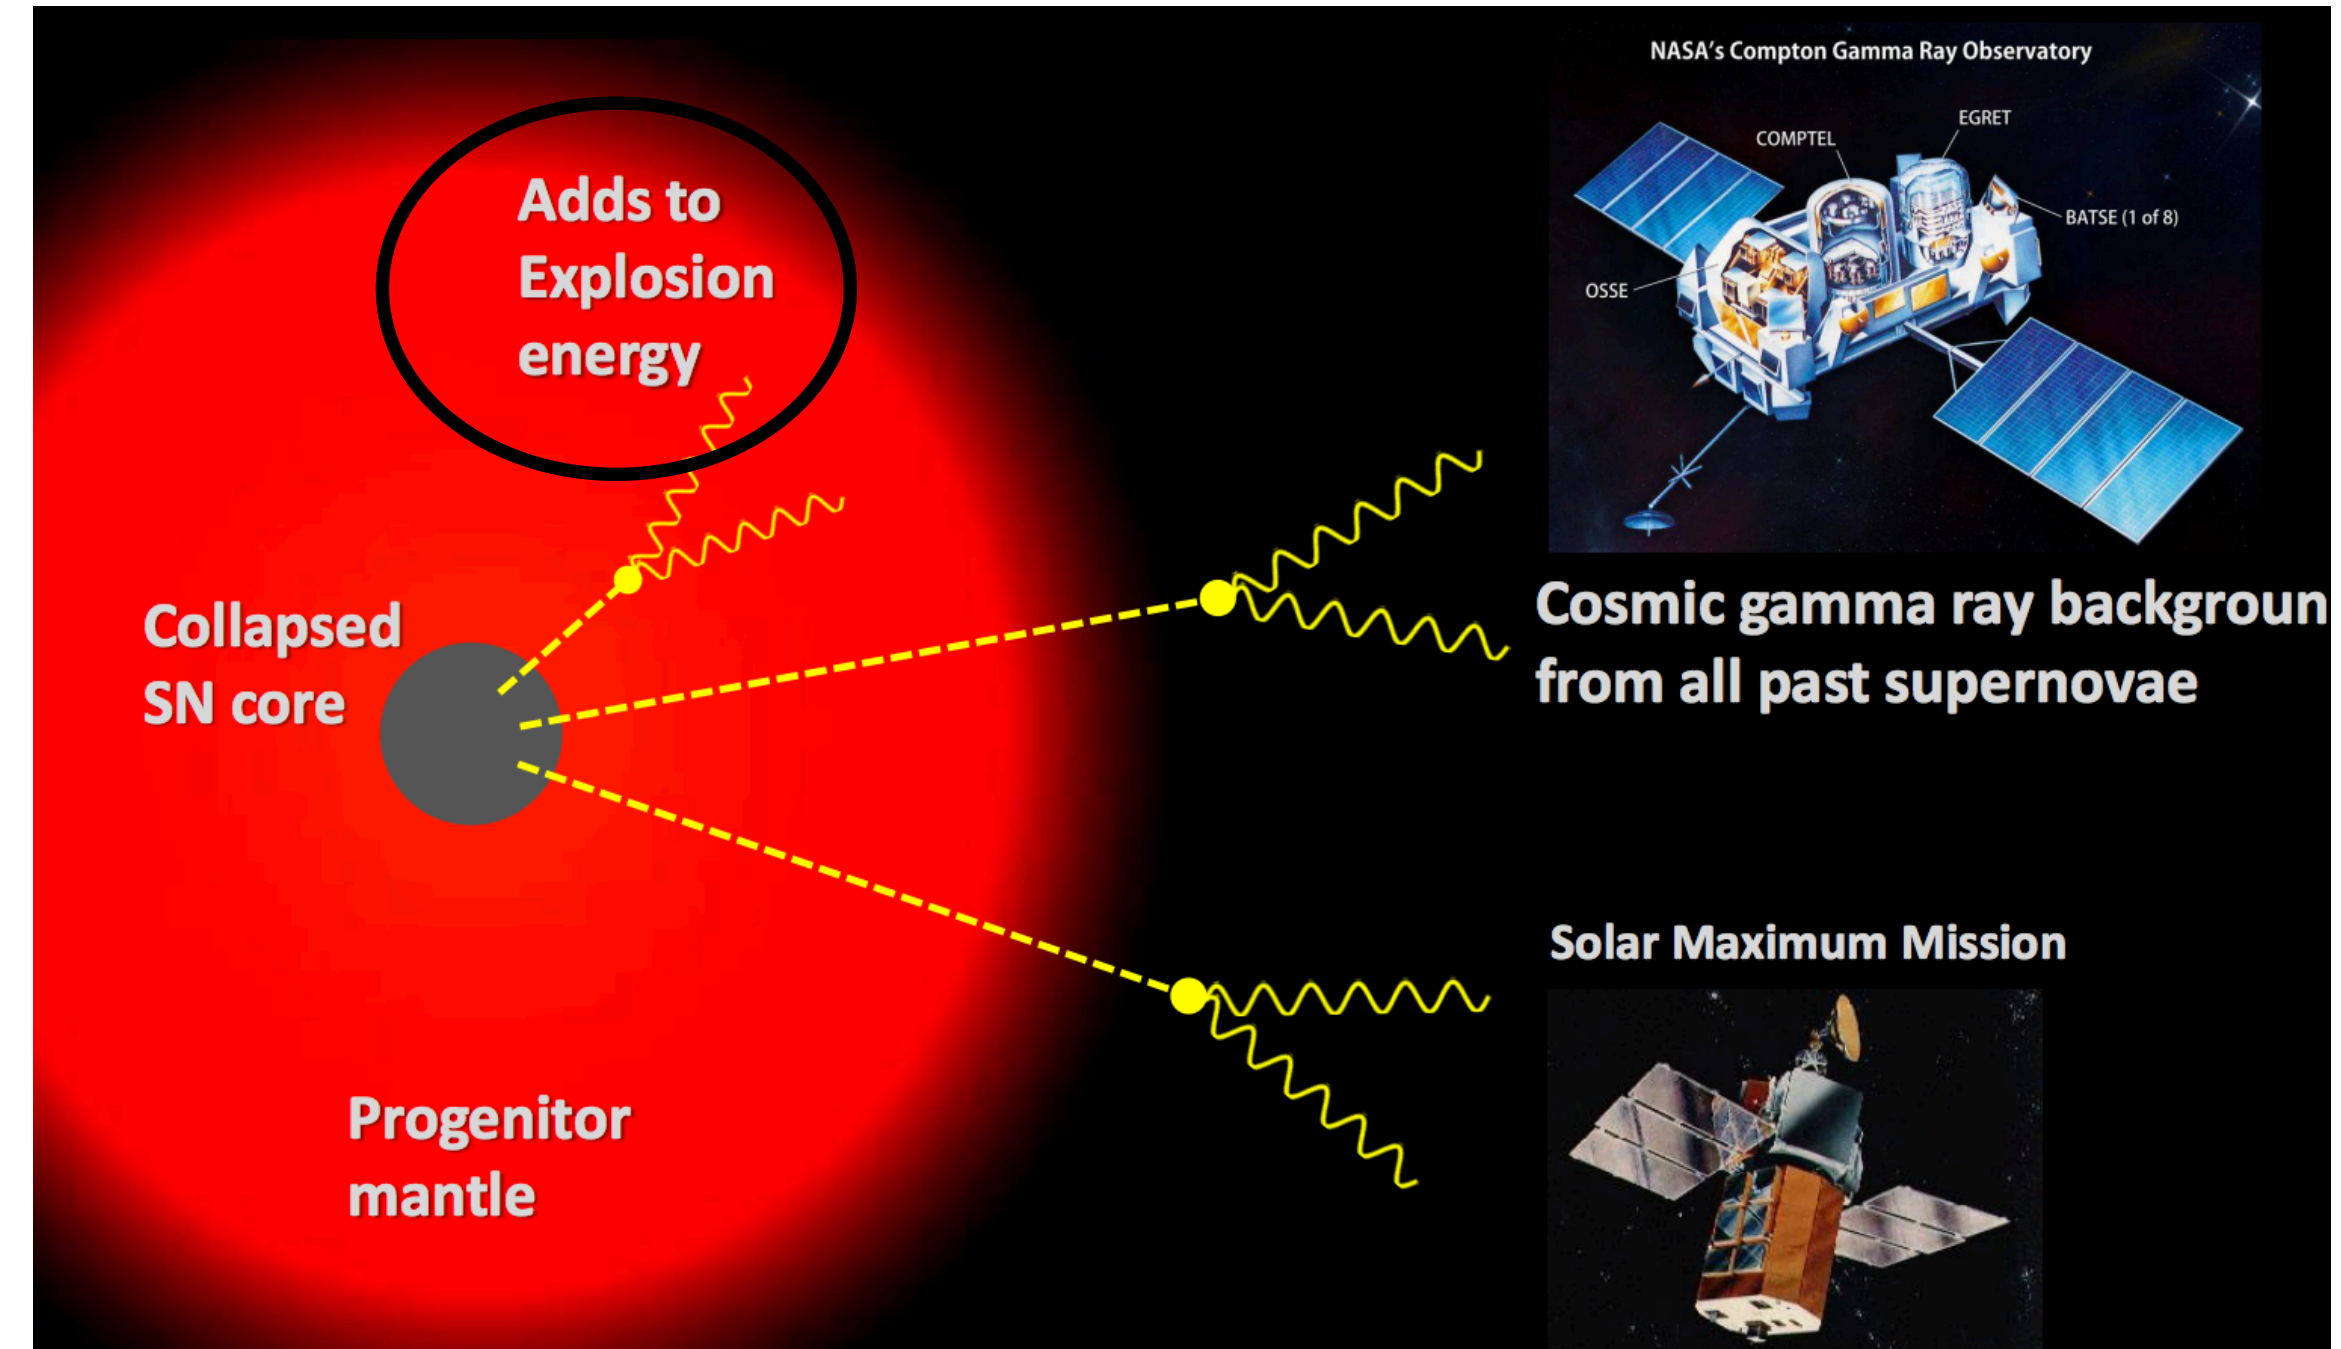 NASA's Compton Gamma Ray Observatory
EGRET
COMPTEL
BATSE (1 of 8)
OSSE
Adds to
Explosion
energy
Collapsed
SN core
Cosmic gamma ray backgroun
from all past supernovae
Solar Maximum Mission
Progenitor
mantle